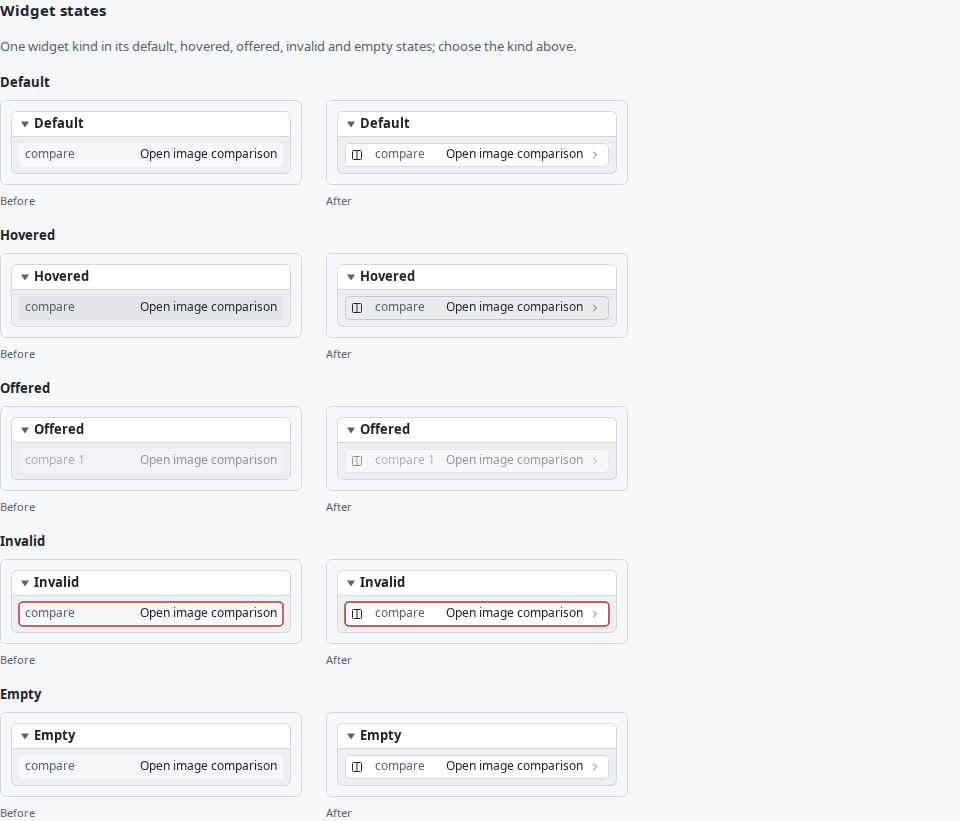 Widget states
One widget kind in its default, hovered, offered, invalid and empty states; choose the kind above.
Default
Default
compare Open image comparison
Default
compare Open image comparison
Before
After
Hovered
Hovered
compare Open image comparison
Hovered
compare Open image comparison
Before
After
Offered
Offered
compare 1 Open image comparison
Offered
compare 1 Open image comparison
Before
After
Invalid
Invalid
compare Open image comparison
Invalid
compare Open image comparison
Before
After
Empty
Empty
compare Open image comparison
Empty
compare Open image comparison
Before
After